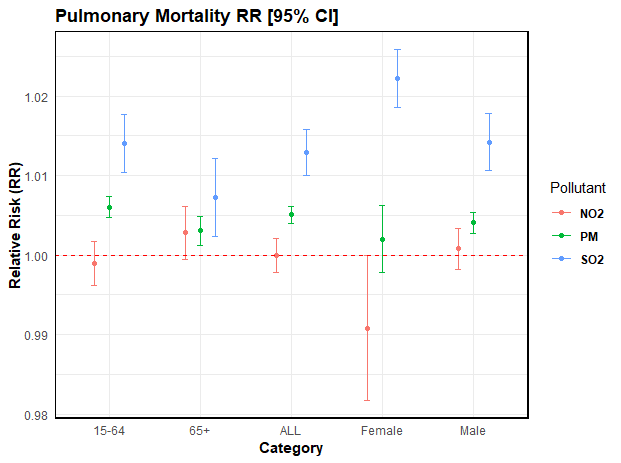 Pulmonary Mortality RR [95% CI]
Relative Risk (RR)
1.02
1.01
1.00
0.99
0.98
15-64 65+ ALL Female Male
Category
Pollutant
NO2
PM
SO2